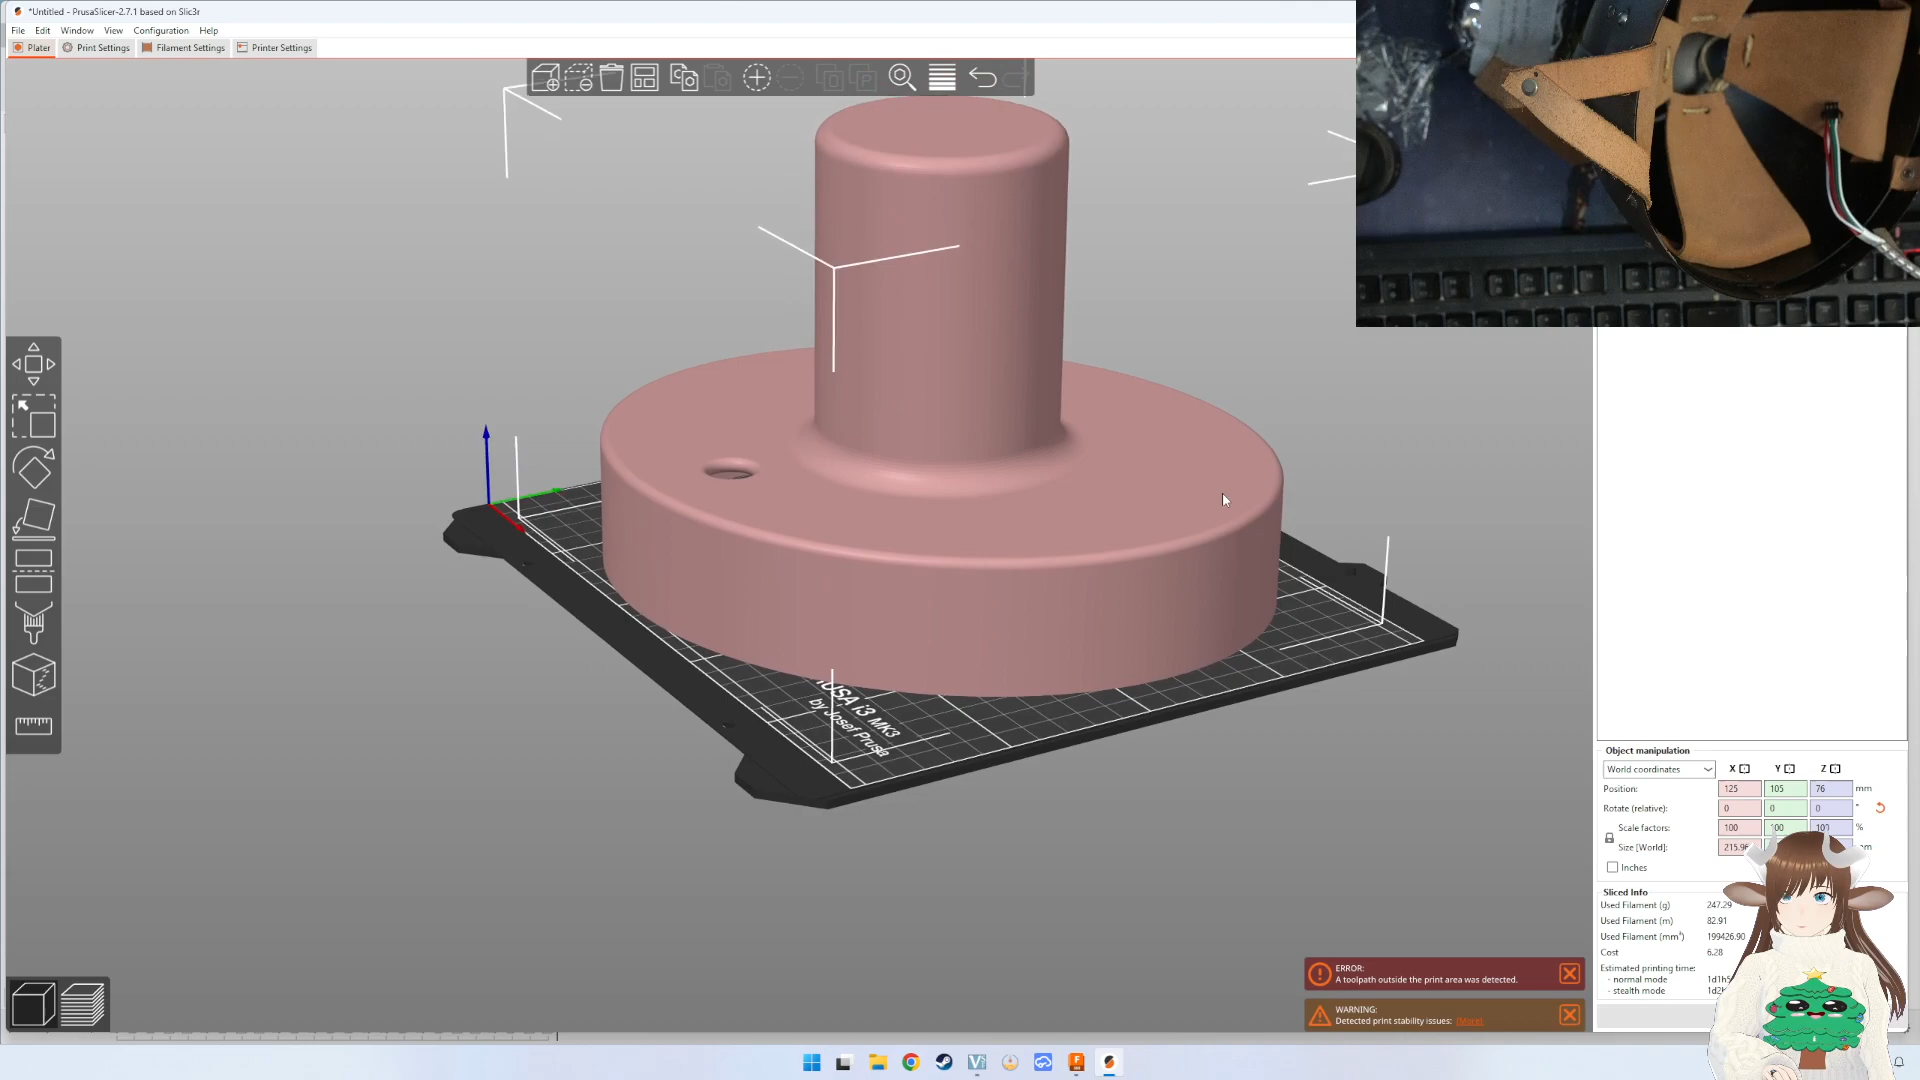 *Untitled - PrusaSlicer-2.7.1 based on Slic3r
File Edit Window View Configuration Help
Plater Print Settings Filament Settings Printer Settings
by Josef Prusa
Object manipulation
World coordinates X Y Z
Position: 125 105 76 mm
Rotate (relative): 0 0 0 °
Scale factors: 100 100 100 %
Size [World]:
Inches
Sliced Info
Used Filament (g) 247.29
Used Filament (m) 82.91
Used Filament (mm³) 199426.90
Cost 6.28
Estimated printing time:
- normal mode
- stealth mode
ERROR:
A toolpath outside the print area was detected.
WARNING:
Detected print stability issues: (More)